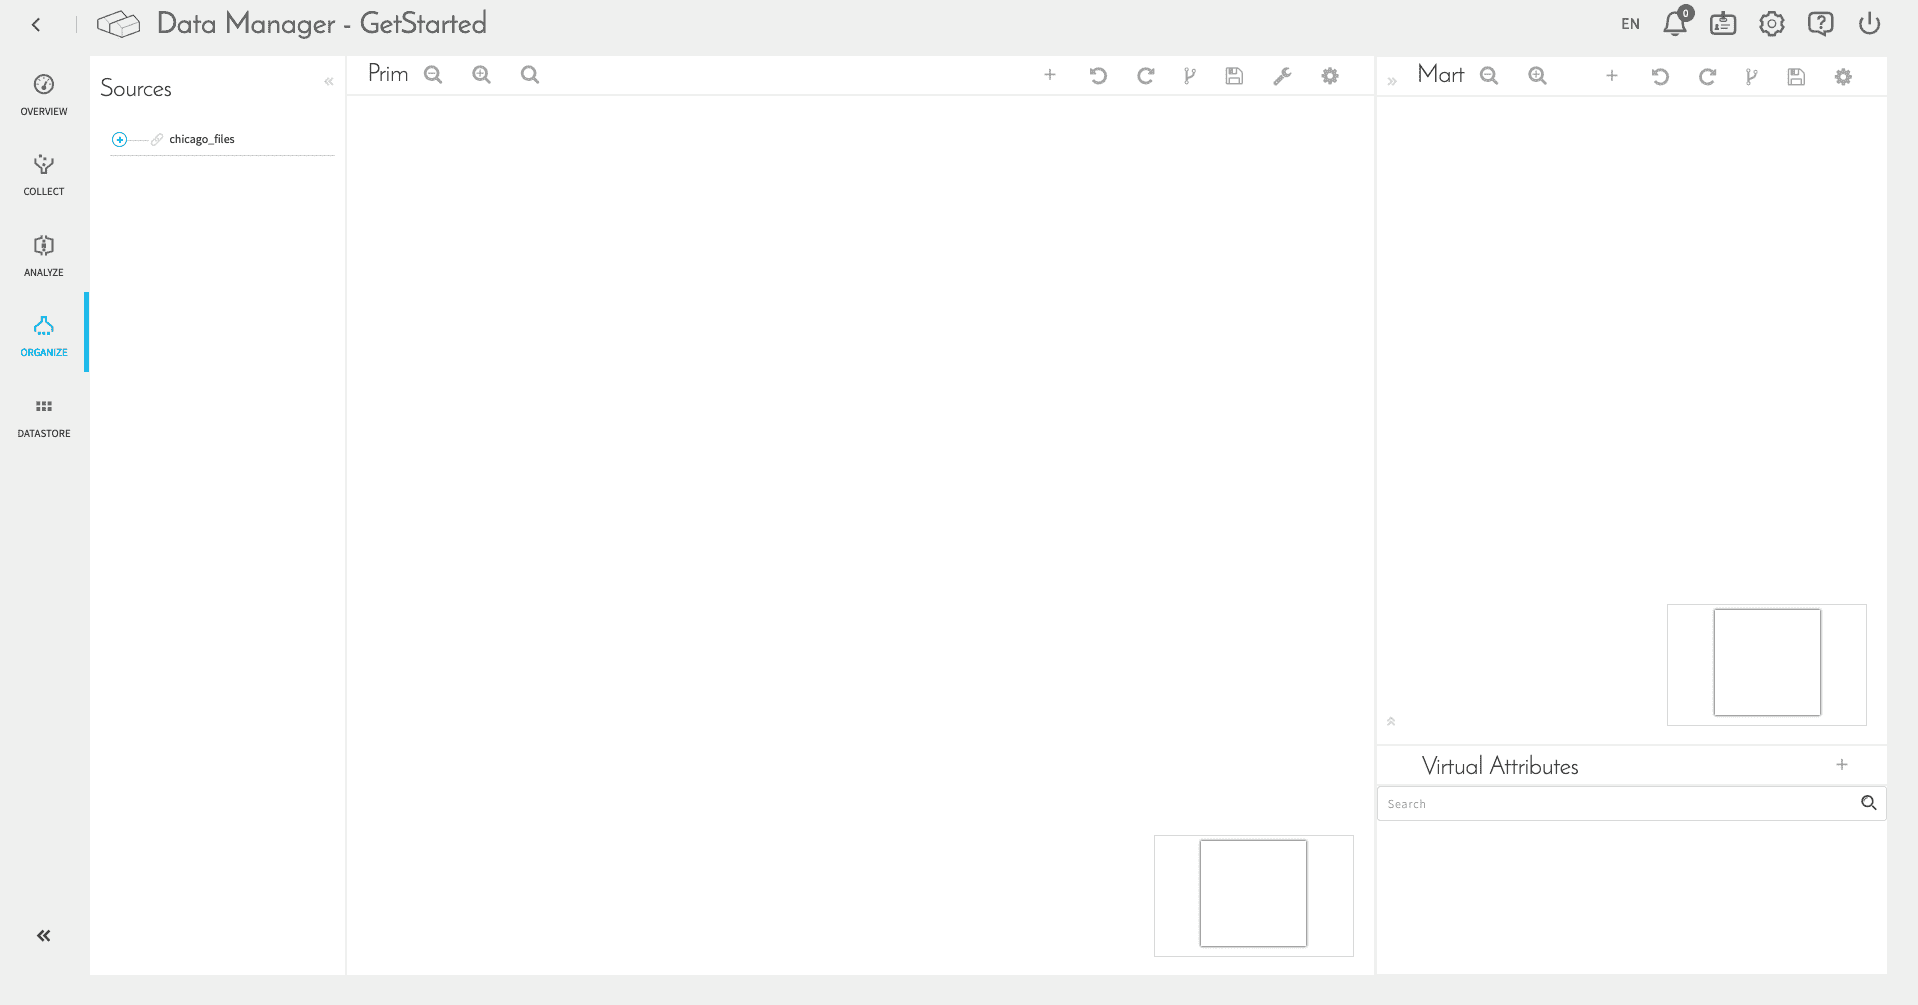 Data Manager - GetStarted
EN
0
OVERVIEW
COLLECT
ANALYZE
ORGANIZE
DATASTORE
Sources
chicago_files
Prim
Mart
Virtual Attributes
Search